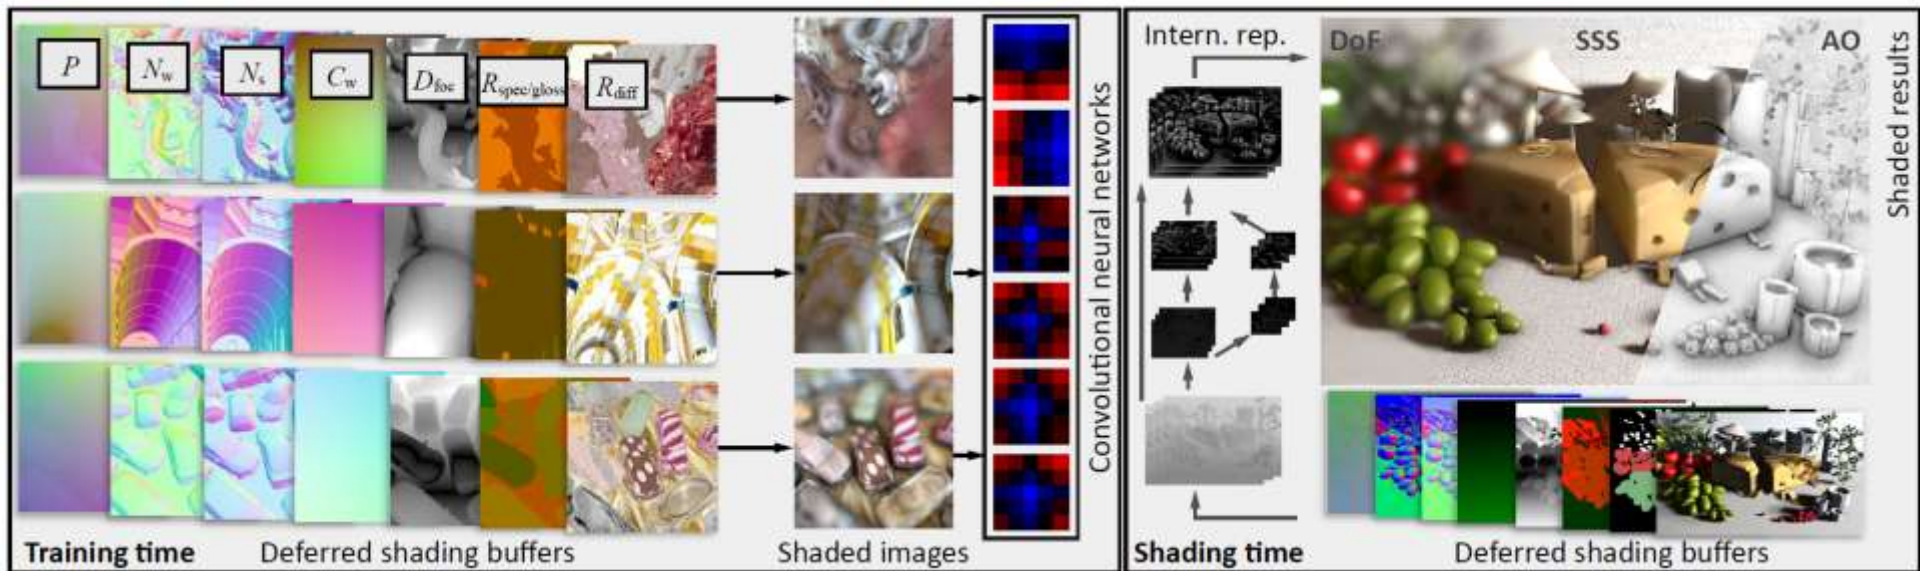 P
Nw
Ns
Cw
Dfoc
Rspec/gloss
Rdiff
Convolutional neural networks
Training time
Deferred shading buffers
Shaded images
Intern. rep.
DoF
SSS
AO
Shaded results
Shading time
Deferred shading buffers